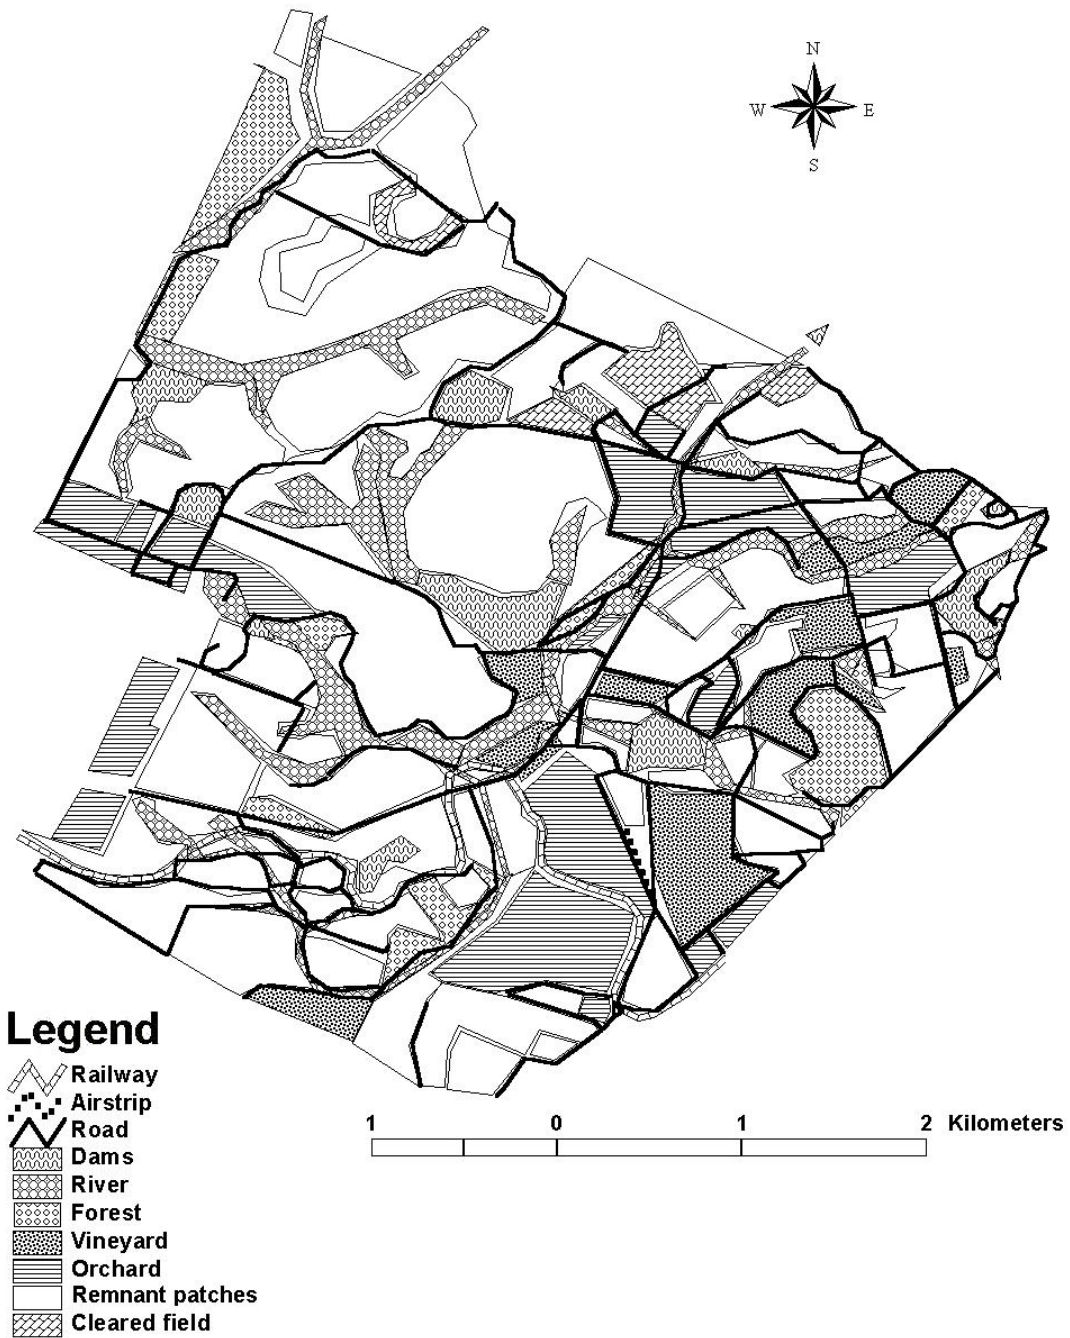 N
W E
S
Legend
Railway
Airstrip
Road
Dams
River
Forest
Vineyard
Orchard
Remnant patches
Cleared field
1 0 1 2 Kilometers